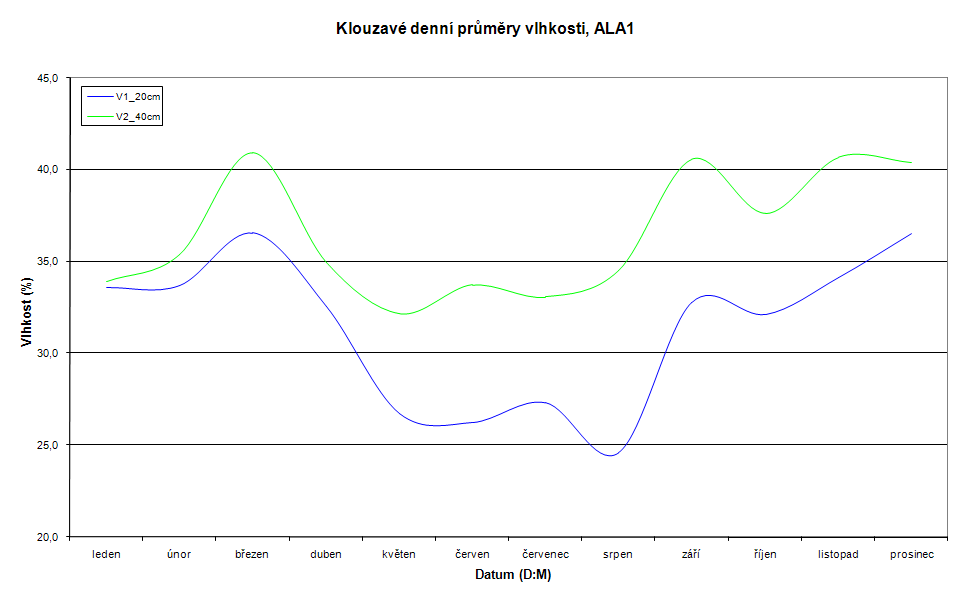 Klouzavé denní průměry vlhkosti, ALA1
45,0
V1_20cm
V2_40cm
40,0
35,0
Vlhkost (%)
30,0
25,0
20,0
leden únor březen duben květen červen červenec srpen září říjen listopad prosinec
Datum (D:M)